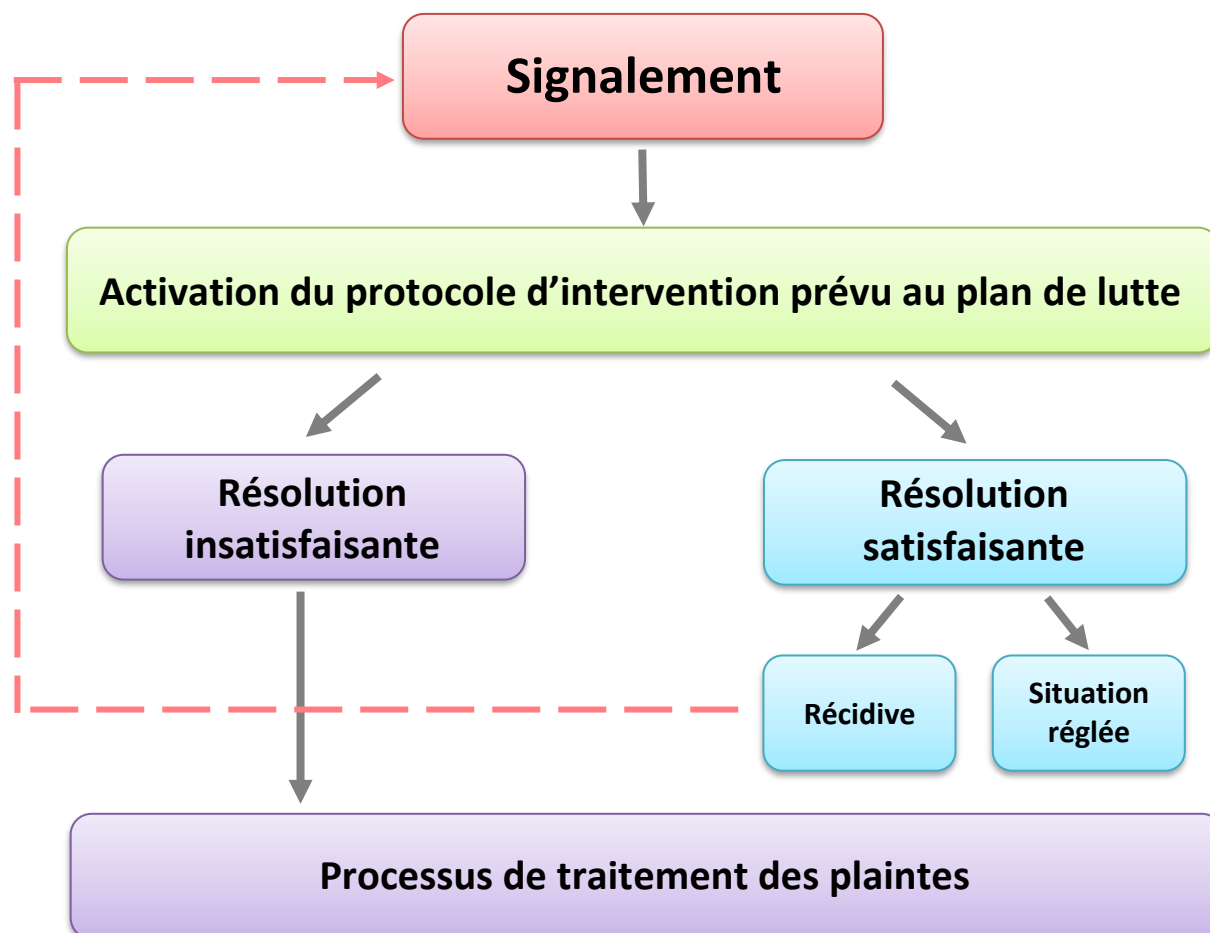 Signalement
Activation du protocole d’intervention prévu au plan de lutte
Résolution
insatisfaisante
Résolution
satisfaisante
Récidive
Situation
réglée
Processus de traitement des plaintes